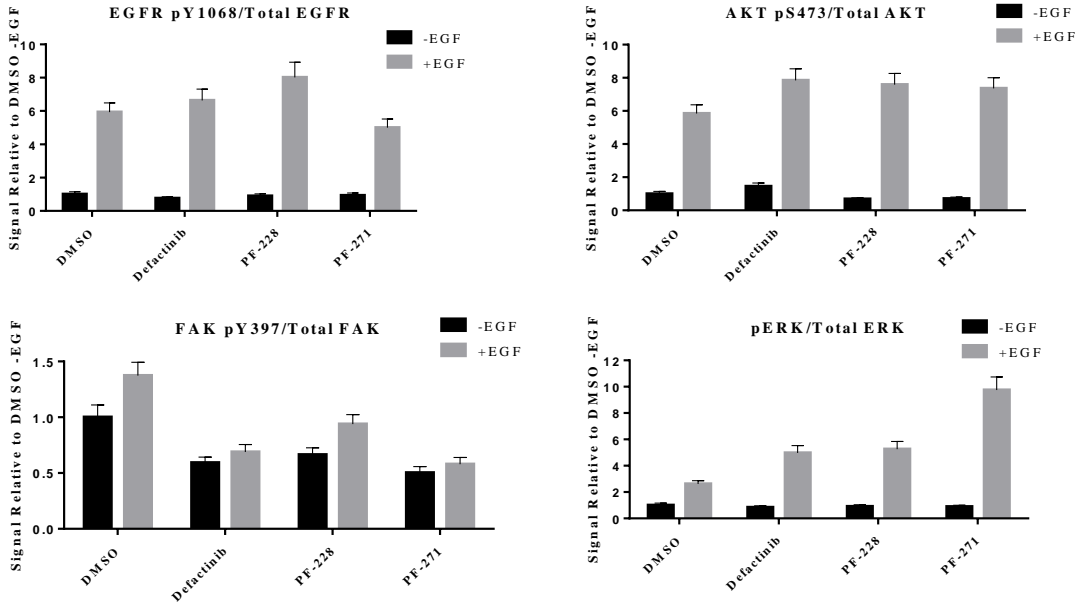 EGFR pY1068/Total EGFR
-EGF
+EGF
Signal Relative to DMSO -EGF
10
8
6
4
2
0
DMSO
Defactinib
PF-228
PF-271
AKT pS473/Total AKT
-EGF
+EGF
Signal Relative to DMSO -EGF
10
8
6
4
2
0
DMSO
Defactinib
PF-228
PF-271
FAK pY397/Total FAK
-EGF
+EGF
Signal Relative to DMSO -EGF
1.5
1.0
0.5
0.0
DMSO
Defactinib
PF-228
PF-271
pERK/Total ERK
-EGF
+EGF
Signal Relative to DMSO -EGF
12
10
8
6
4
2
0
DMSO
Defactinib
PF-228
PF-271